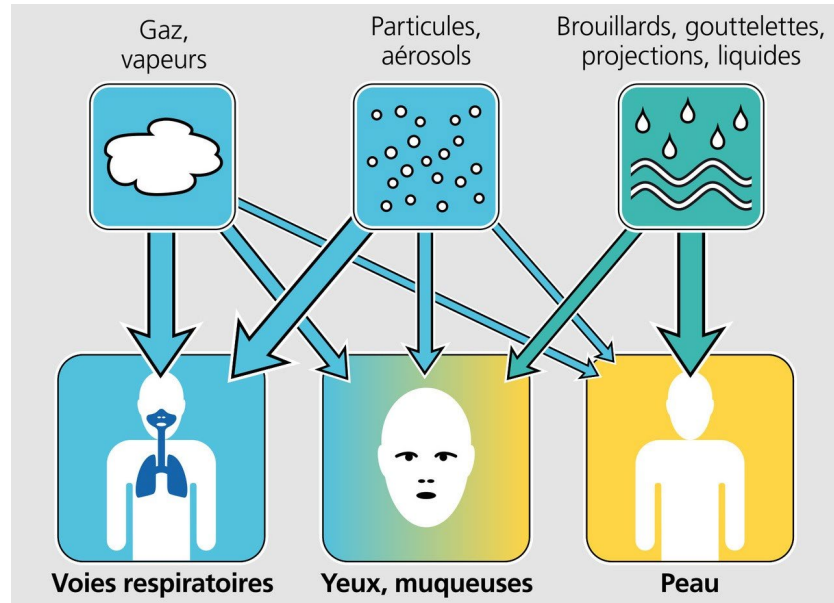 Gaz,
vapeurs
Particules,
aérosols
Brouillards, gouttelettes,
projections, liquides
Voies respiratoires
Yeux, muqueuses
Peau